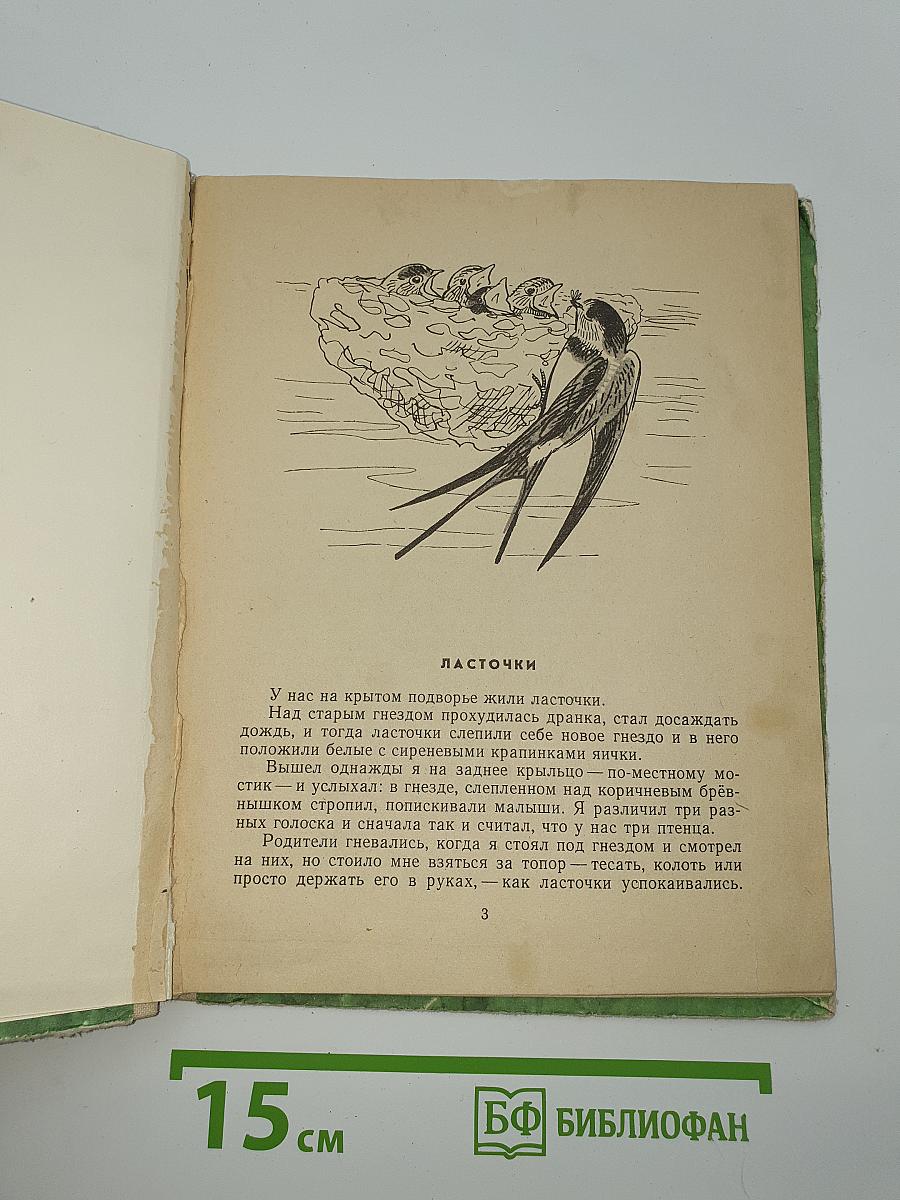 ЛАСТОЧКИ
У нас на крытом подворье жили ласточки.
Над старым гнездом прохудилась дранка, стал досаждать
дождь, и тогда ласточки слепили себе новое гнездо и в него
положили белые с сиреневыми крапинками яички.
Вышел однажды я на заднее крыльцо — по-местному мо-
стик — и услыхал: в гнезде, слепленном над коричневым брёв-
нышком стропил, попискивали малыши. Я различил три раз-
ных голоска и сначала так и считал, что у нас три птенца.
Родители гневались, когда я стоял под гнездом и смотрел
на них, но стоило мне взяться за топор — тесать, колоть или
просто держать его в руках, — как ласточки успокаивались.
3
15 см
БФ БИБЛИОФАН